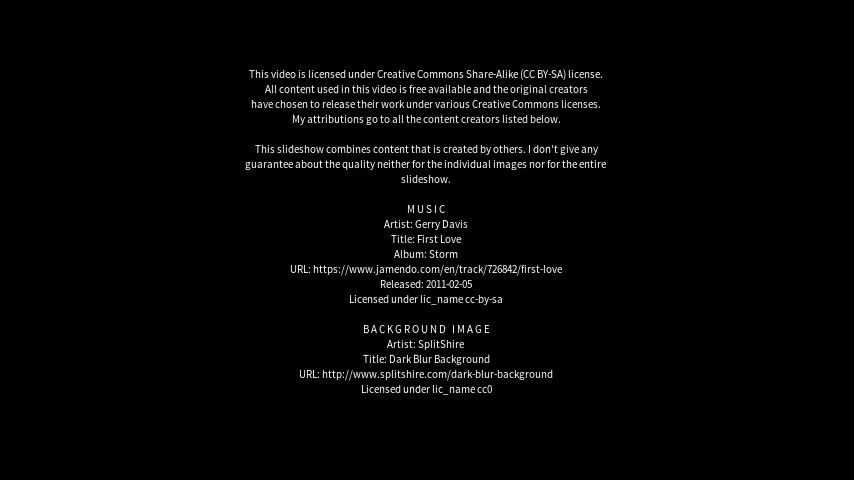 This video is licensed under Creative Commons Share-Alike (CC BY-SA) license.
All content used in this video is free available and the original creators
have chosen to release their work under various Creative Commons licenses.
My attributions go to all the content creators listed below.
This slideshow combines content that is created by others. I don't give any
guarantee about the quality neither for the individual images nor for the entire
slideshow.
MUSIC
Artist: Gerry Davis
Title: First Love
Album: Storm
URL: https://www.jamendo.com/en/track/726842/first-love
Released: 2011-02-05
Licensed under lic_name cc-by-sa
BACKGROUND IMAGE
Artist: SplitShire
Title: Dark Blur Background
URL: http://www.splitshire.com/dark-blur-background
Licensed under lic_name cc0